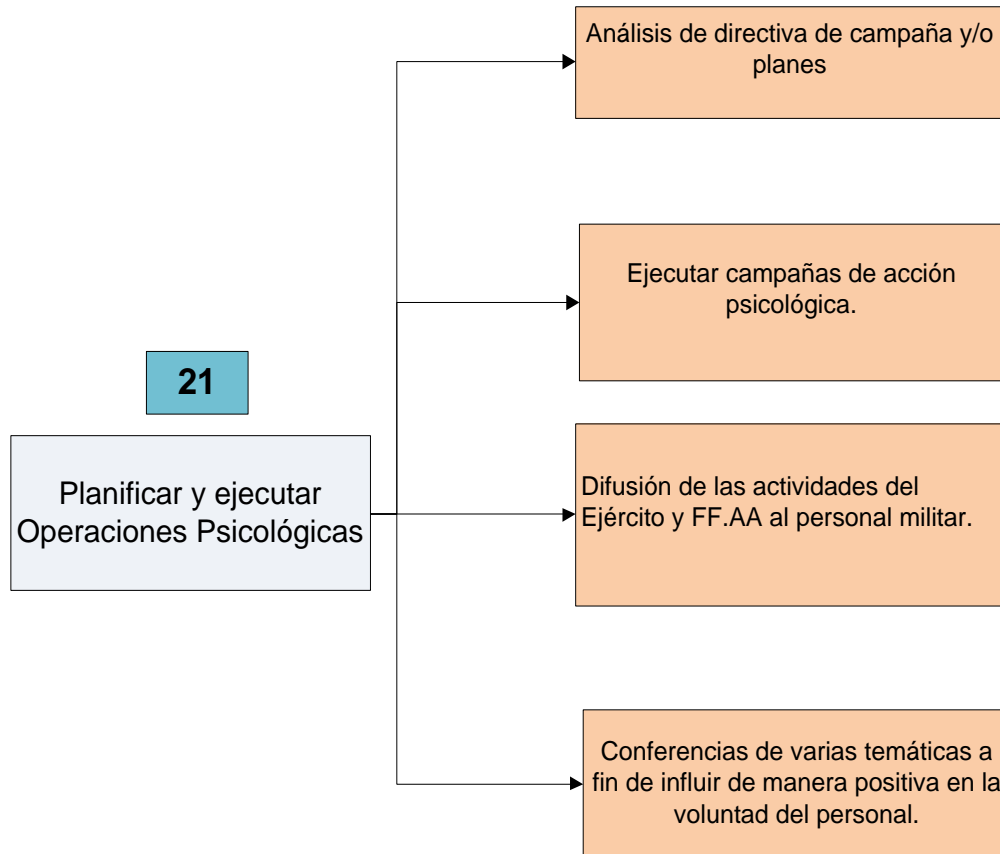 Análisis de directiva de campaña y/o
planes
Ejecutar campañas de acción
psicológica.
21
Planificar y ejecutar
Operaciones Psicológicas
Difusión de las actividades del
Ejército y FF.AA al personal militar.
Conferencias de varias temáticas a
fin de influir de manera positiva en la
voluntad del personal.